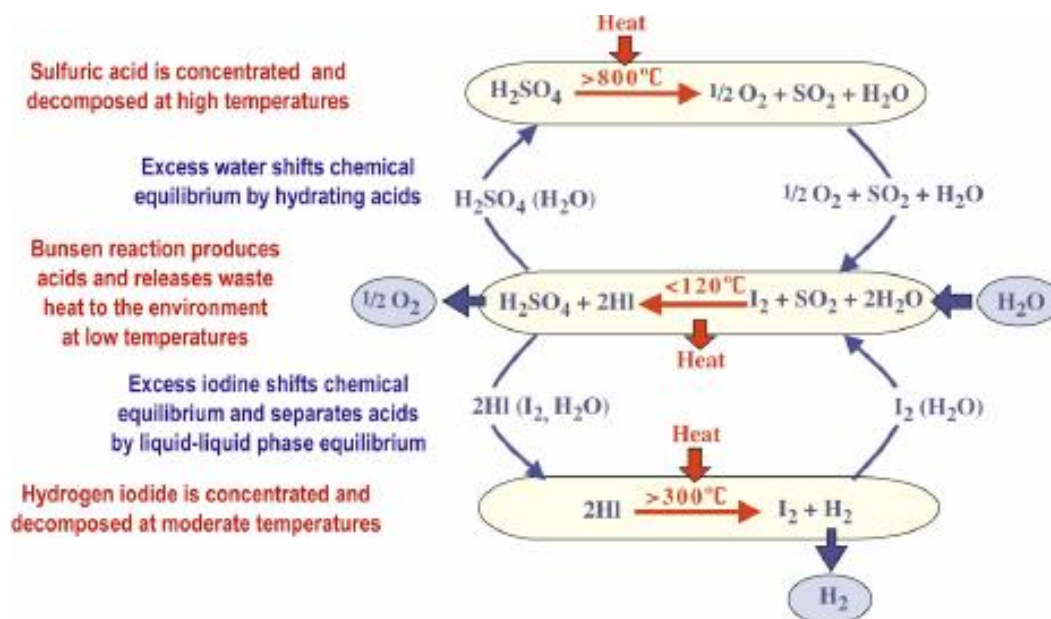 Heat
Sulfuric acid is concentrated and
decomposed at high temperatures
H₂SO₄ >800°C 1/2 O₂ + SO₂ + H₂O
Excess water shifts chemical
equilibrium by hydrating acids
H₂SO₄ (H₂O)
1/2 O₂ + SO₂ + H₂O
Bunsen reaction produces
acids and releases waste
heat to the environment
at low temperatures
1/2 O₂
H₂SO₄ + 2HI <120°C I₂ + SO₂ + 2H₂O
H₂O
Heat
Excess iodine shifts chemical
equilibrium and separates acids
by liquid-liquid phase equilibrium
2HI (I₂, H₂O)
I₂ (H₂O)
Heat
Hydrogen iodide is concentrated and
decomposed at moderate temperatures
2HI >300°C I₂ + H₂
H₂